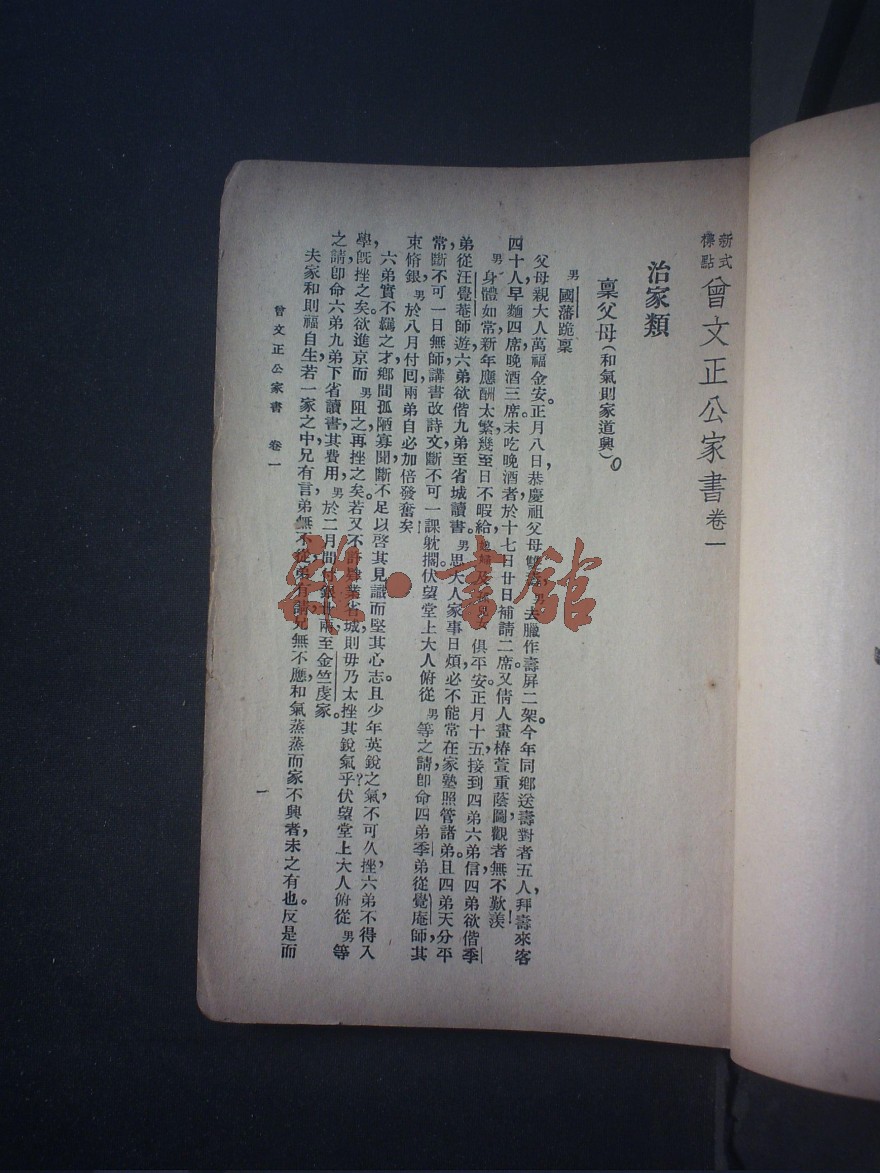 新式標點 曾文正公家書 卷一
治家類
稟父母(和氣則家道興)。
男國藩跪稟
父母親大人萬福金安。正月八日恭慶祖父母雙壽,男去臘作壽屏二架。今年同鄉送壽對者五人,拜壽來客
四十人。早麵四席,晚酒三席。未吃晚酒者,於十七日廿日補請二席。又倩人畫椿萱重蔭圖,觀者無不歎羨!
男身體如常,新年應酬太繁,幾至日不暇給。媳婦及孫兒女俱平安。正月十五接到四弟六弟信,四弟欲偕季
弟從汪覺菴師遊,六弟欲偕九弟至省城讀書。男思大人家事日煩,必不能常在家塾照管諸弟。且四弟天分平
常,斷不可一日無師,講書改詩文,斷不可一課躭擱。伏望堂上大人俯從男等之請,卽命四弟季弟從覺庵師,其
束脩銀,男於八月付囘,兩弟自必加倍發奮矣
六弟實不羈之才,鄉間孤陋寡聞,斷不足以啓其見識而堅其心志。且少年英銳之氣,不可久挫。六弟不得入
學,旣挫之矣。欲進京而男阻之,再挫之矣。若又不許肄業省城,則毋乃太挫其銳氣乎?伏望堂上大人俯從男等
之請,卽命六弟九弟下省讀書,其費用,男於二月間付銀廿兩至金竺虔家。
夫家和則福自生,若一家之中,兄有言,弟無不從,弟有請,兄無不應,和氣蒸蒸而家不興者,未之有也。反是而
曾文正公家書 卷一
一
雜·書館